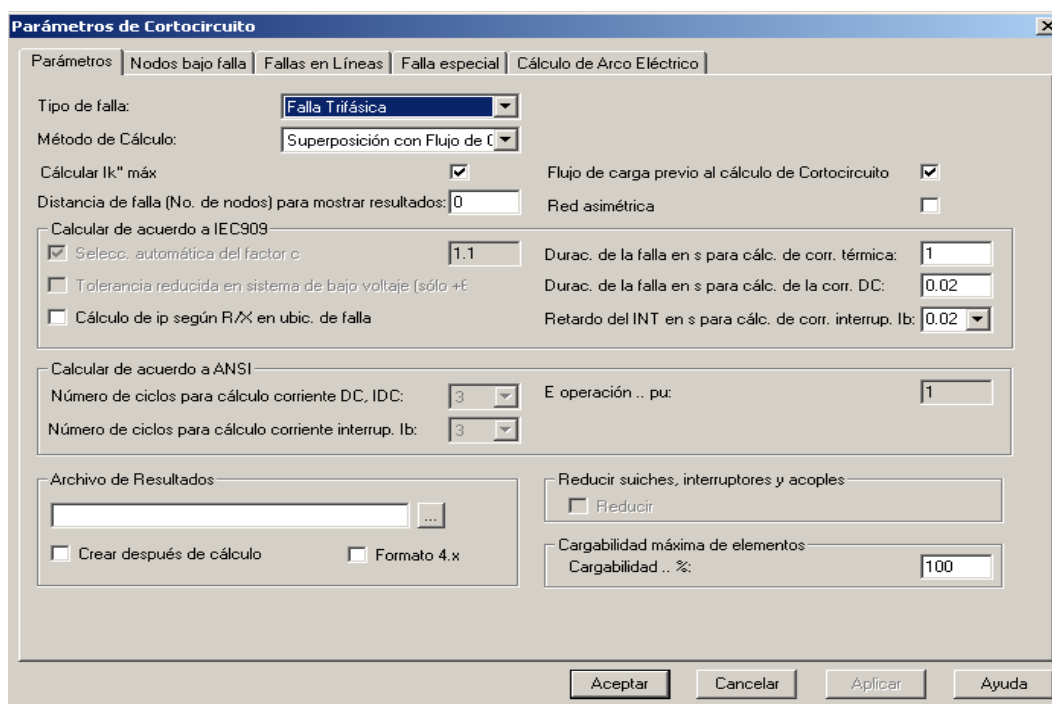 Parámetros de Cortocircuito
Parámetros Nodos bajo falla Fallas en Líneas Falla especial Cálculo de Arco Eléctrico
Tipo de falla: Falla Trifásica
Método de Cálculo: Superposición con Flujo de C
Cálcular Ik" máx Flujo de carga previo al cálculo de Cortocircuito
Distancia de falla (No. de nodos) para mostrar resultados: 0 Red asimétrica
Calcular de acuerdo a IEC909
Selecc. automática del factor c 1.1 Durac. de la falla en s para cálc. de corr. térmica: 1
Tolerancia reducida en sistema de bajo voltaje (sólo +6 Durac. de la falla en s para cálc. de la corr. DC: 0.02
Cálculo de ip según R/X en ubic. de falla Retardo del INT en s para cálc. de corr. interrup. Ib: 0.02
Calcular de acuerdo a ANSI
Número de ciclos para cálculo corriente DC, IDC: 3 E operación .. pu: 1
Número de ciclos para cálculo corriente interrup. Ib: 3
Archivo de Resultados Reducir suiches, interruptores y acoples
... Reducir
Crear después de cálculo Formato 4.x Cargabilidad máxima de elementos
Cargabilidad .. %: 100
Aceptar Cancelar Aplicar Ayuda